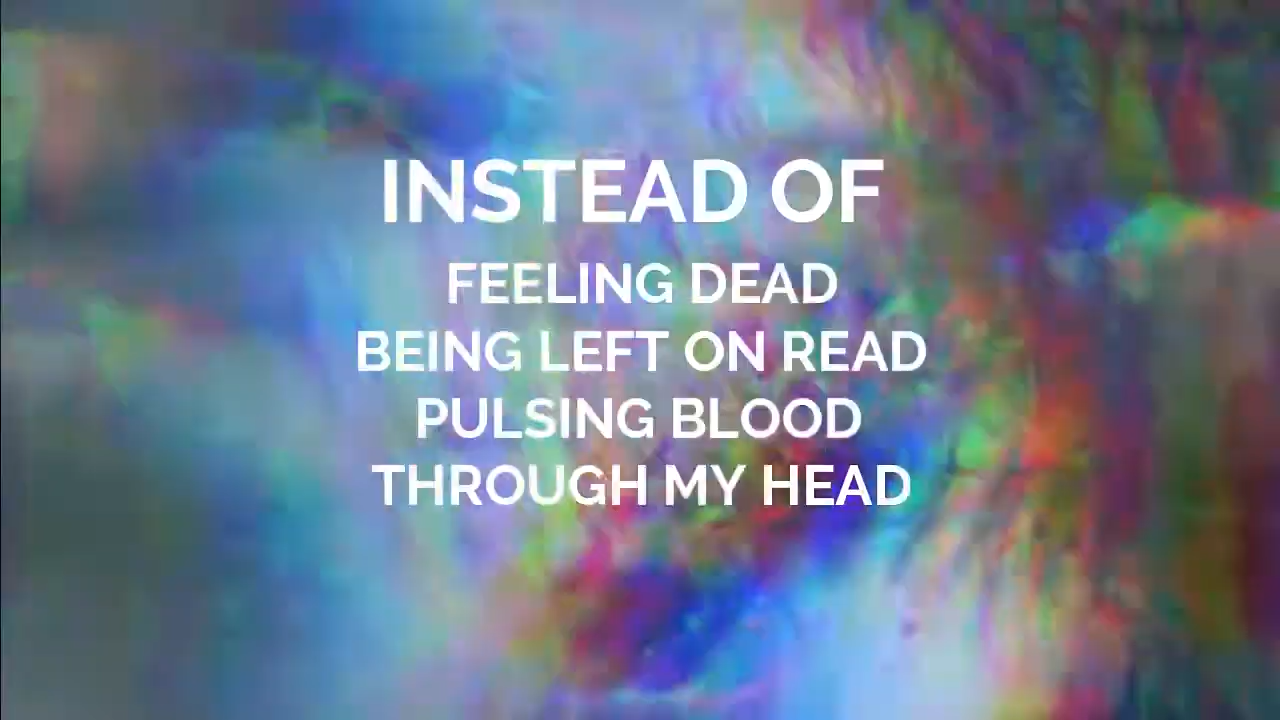 INSTEAD OF
FEELING DEAD
BEING LEFT ON READ
PULSING BLOOD
THROUGH MY HEAD